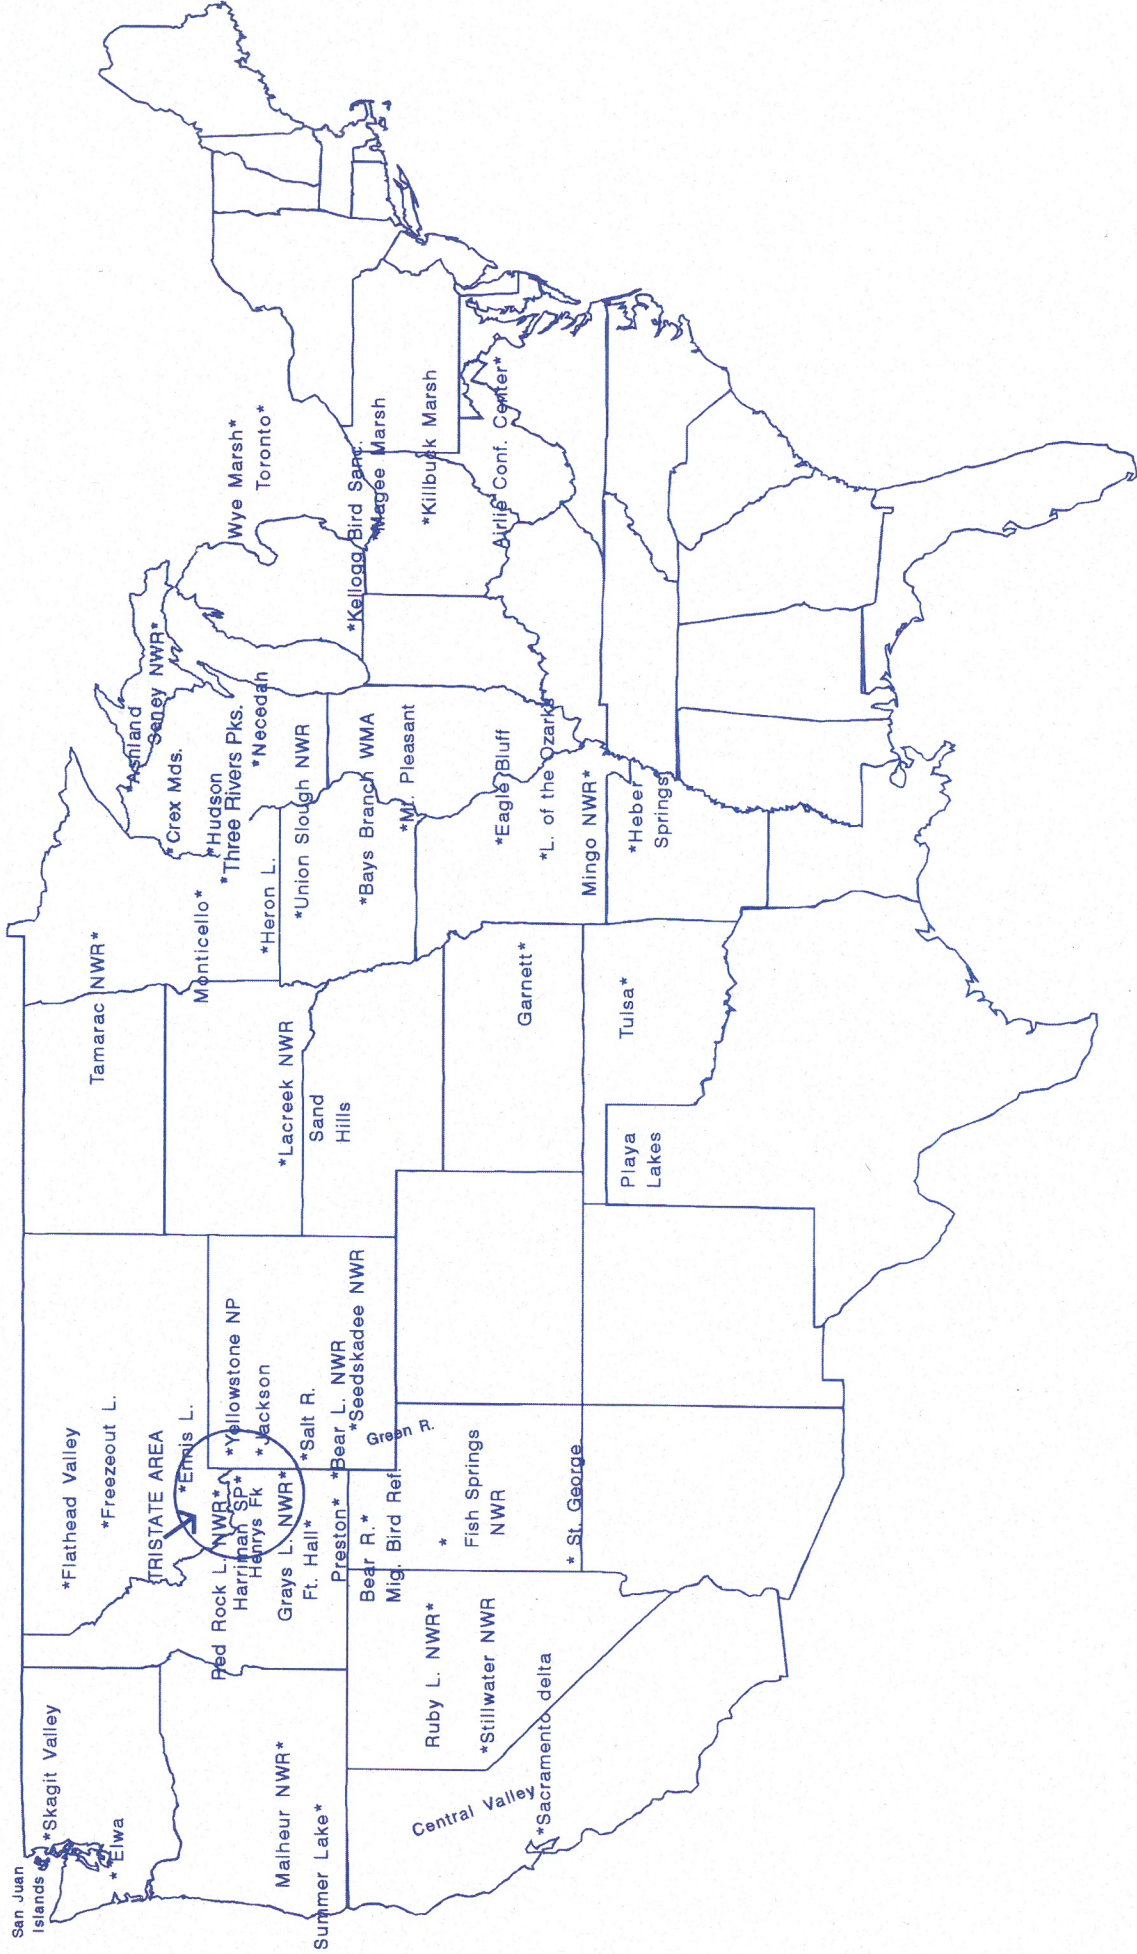 San Juan
Islands
*Skagit Valley
* Elwa
Malheur NWR*
Summer Lake*
Central Valley
*Sacramento delta
Ruby L. NWR*
*Stillwater NWR
*Flathead Valley
*Freezeout L.
TRISTATE AREA
*Ennis L.
Red Rock L. NWR*
Harriman SP*
Henrys Fk
Grays L. NWR*
Ft. Hall*
Preston*
Bear R.*
Mig. Bird Ref.
*Yellowstone NP
*Jackson
*Salt R.
*Bear L. NWR
*Seedskadee NWR
Green R.
*
Fish Springs
NWR
* St. George
Tamarac NWR*
Monticello*
*Lacreek NWR
Sand
Hills
Garnett*
Tulsa*
Playa
Lakes
*Ashland
Seney NWR*
*Crex Mds.
*Hudson
*Three Rivers Pks.
*Necedah
*Heron L.
*Union Slough NWR
*Bays Branch WMA
*Mt. Pleasant
*Eagle Bluff
*L. of the Ozarks
Mingo NWR*
*Heber
Springs
Wye Marsh*
Toronto*
*Kellogg Bird Sanc.
*Magee Marsh
*Killbuck Marsh
Airlie Conf. Center*